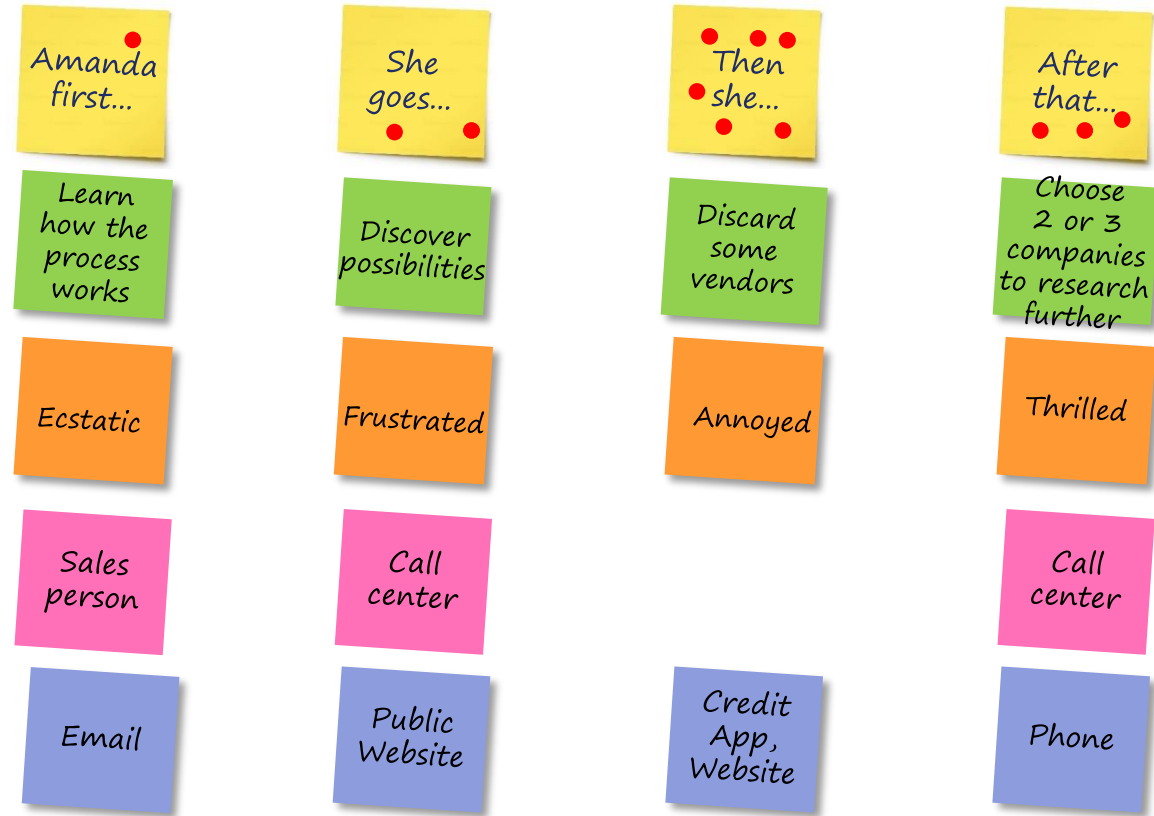 Amanda
first...
She
goes...
Then
she...
After
that...
Learn
how the
process
works
Discover
possibilities
Discard
some
vendors
Choose
2 or 3
companies
to research
further
Ecstatic
Frustrated
Annoyed
Thrilled
Sales
person
Call
center
Call
center
Email
Public
Website
Credit
App,
Website
Phone